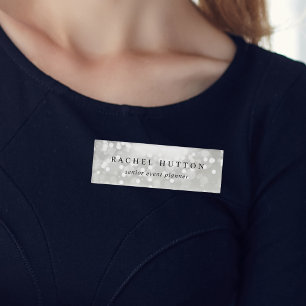 RACHEL HUTTON
senior event planner